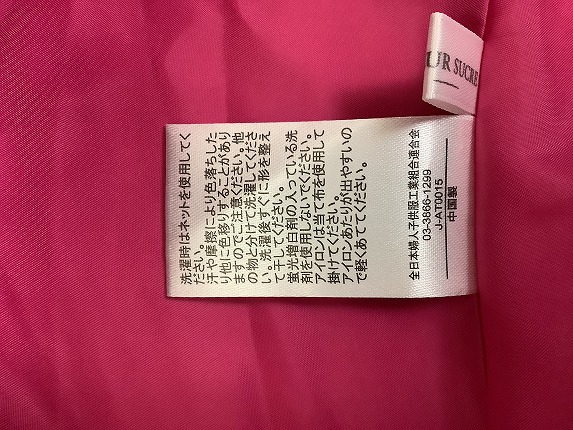 洗濯時はネットを使用してく
ださい。
汗や摩擦により色落ちした
り他に色移りすることがあり
ますのでご注意ください。他
の物と分けて洗濯してくださ
い。洗濯後すぐに形を整え
て干してください。
蛍光増白剤の入っている洗
剤を使用しないでください。
アイロンは当て布を使用して
掛けてください。
アイロンあたりが出やすいの
で軽くあててください。
全日本婦人子供服工業組合連合会
03-3866-1299
J-AT0015
中国製
UR SUCRE